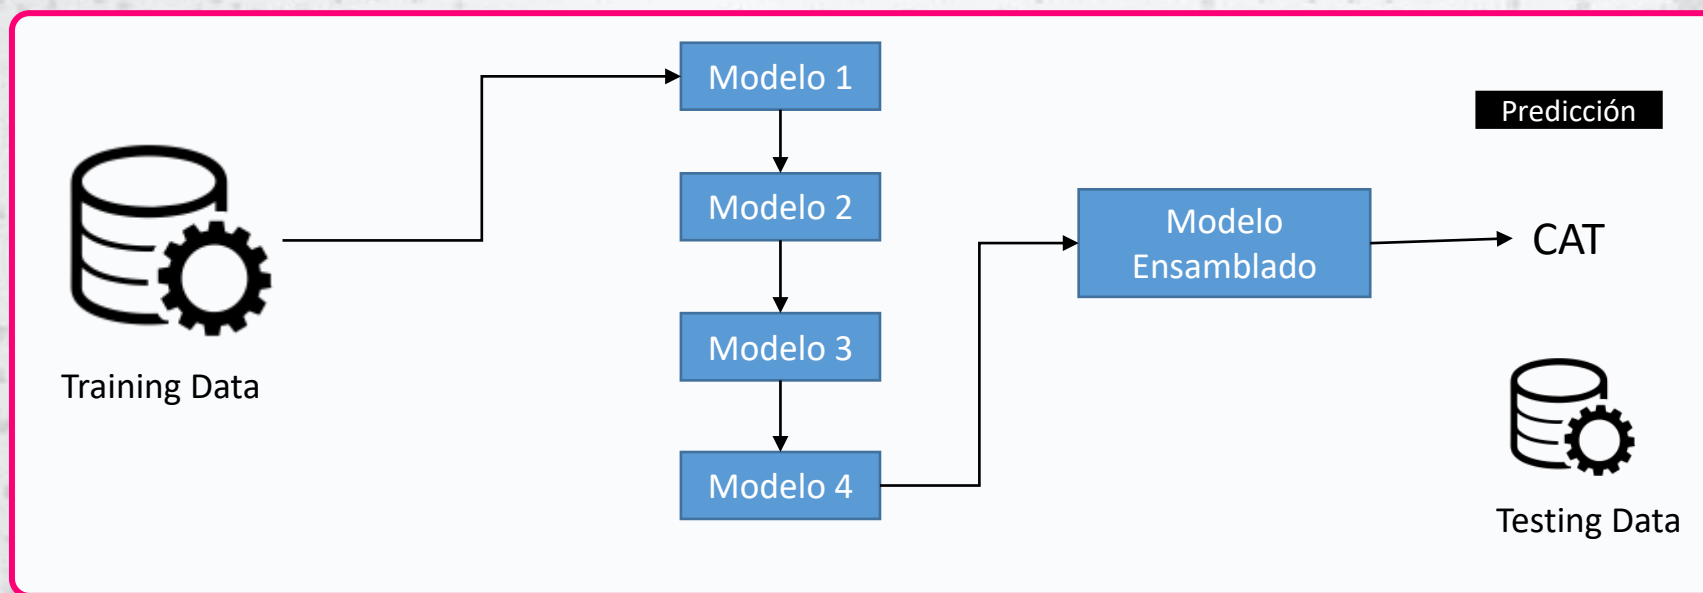 Modelo 1
Predicción
Modelo 2
Modelo
Ensamblado
CAT
Modelo 3
Training Data
Modelo 4
Testing Data